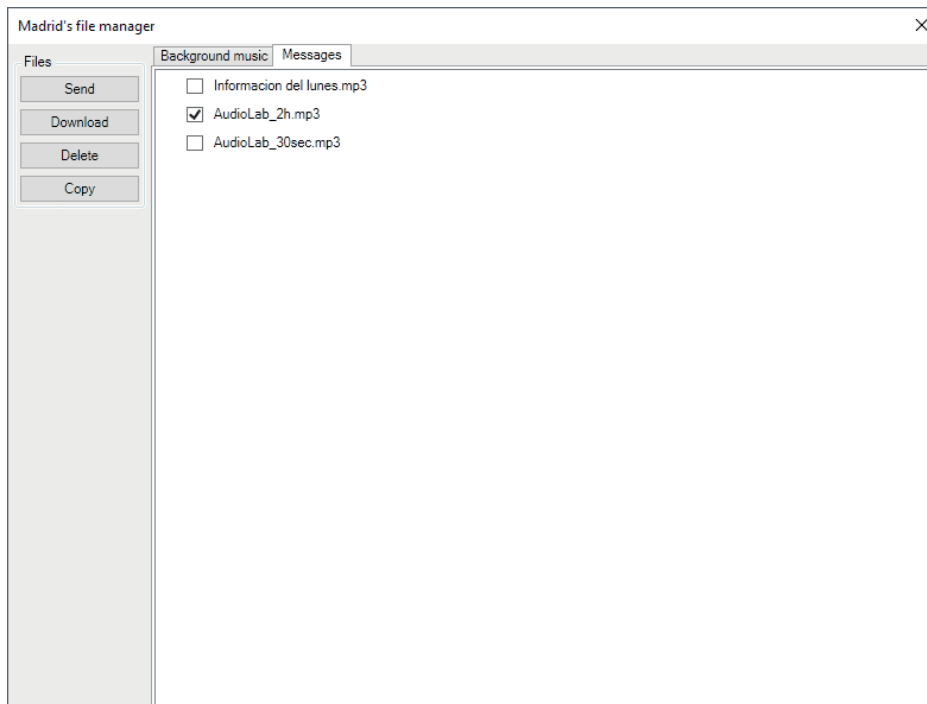 Madrid's file manager
Files
Send
Download
Delete
Copy
Background music
Messages
Informacion del lunes.mp3
AudioLab_2h.mp3
AudioLab_30sec.mp3